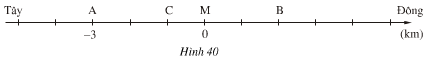 Tây A C M B Đông
–3 0 (km)
Hình 40